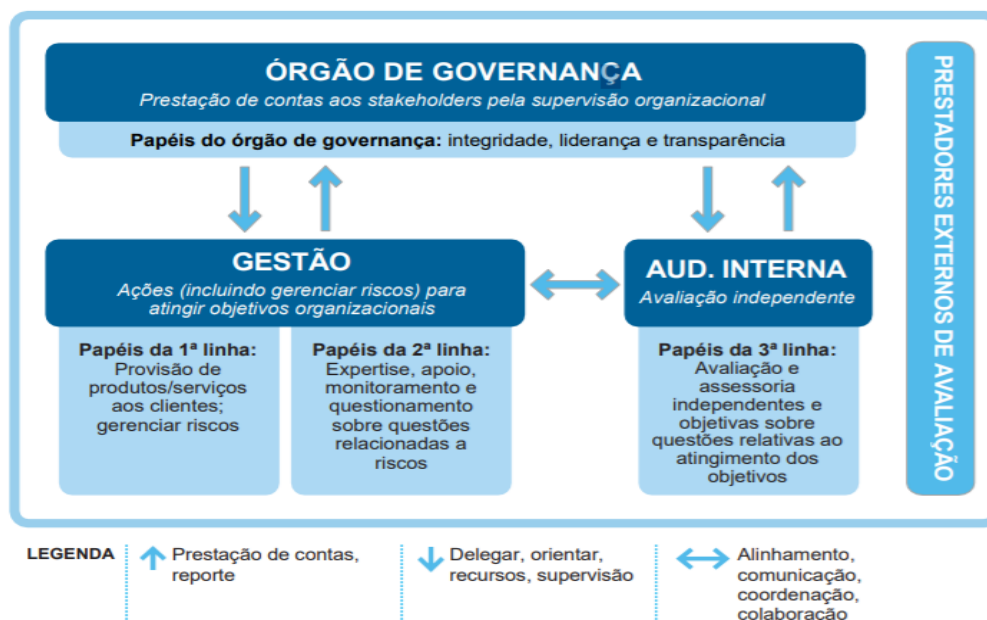 ÓRGÃO DE GOVERNANÇA
Prestação de contas aos stakeholders pela supervisão organizacional
Papéis do órgão de governança: integridade, liderança e transparência
GESTÃO
Ações (incluindo gerenciar riscos) para
atingir objetivos organizacionais
Papéis da 1ª linha:
Provisão de
produtos/serviços
aos clientes;
gerenciar riscos
Papéis da 2ª linha:
Expertise, apoio,
monitoramento e
questionamento
sobre questões
relacionadas a
riscos
AUD. INTERNA
Avaliação independente
Papéis da 3ª linha:
Avaliação e
assessoria
independentes e
objetivas sobre
questões relativas ao
atingimento dos
objetivos
PRESTADORES EXTERNOS DE AVALIAÇÃO
LEGENDA
Prestação de contas,
reporte
Delegar, orientar,
recursos, supervisão
Alinhamento,
comunicação,
coordenação,
colaboração